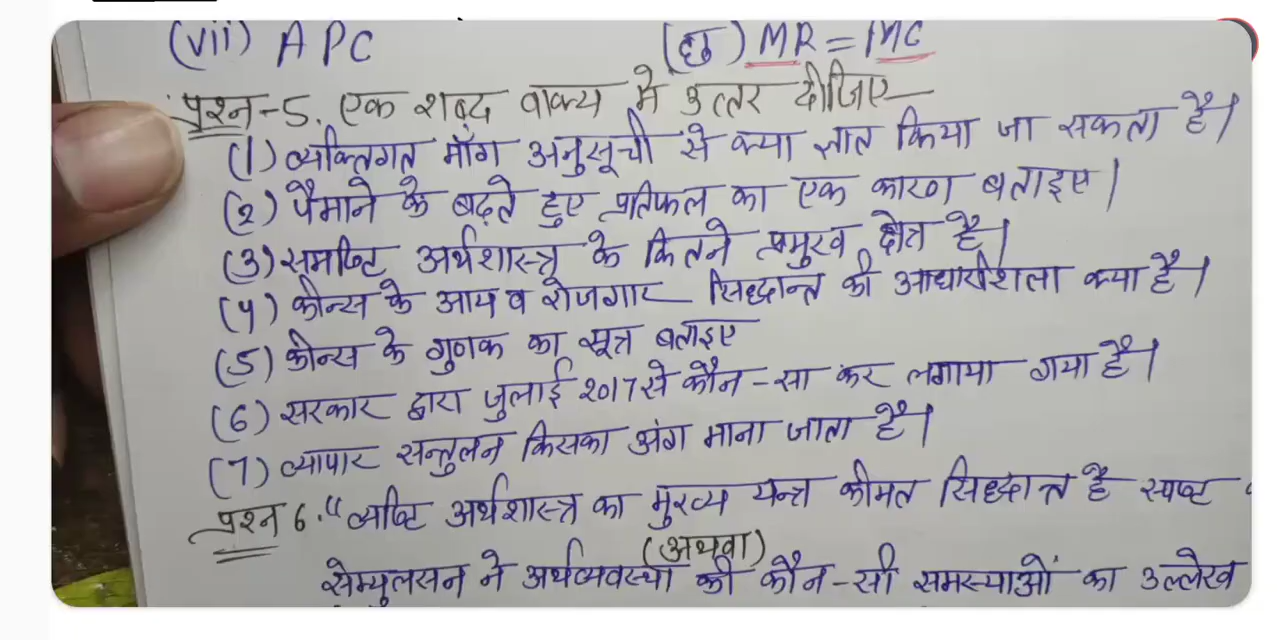 (vii) APC (छ) MR = MC
प्रश्न-5. एक शब्द वाक्य में उत्तर दीजिए—
(1) व्यक्तिगत माँग अनुसूची से क्या ज्ञात किया जा सकता है।
(2) पैमाने के बढ़ते हुए प्रतिफल का एक कारण बताइए।
(3) समष्टि अर्थशास्त्र के कितने प्रमुख क्षेत्र है।
(4) कीन्स के आय व रोजगार सिद्धान्त की आधारशिला क्या है।
(5) कीन्स के गुणक का सूत्र बताइए
(6) सरकार द्वारा जुलाई 2017 से कौन-सा कर लगाया गया है।
(7) व्यापार सन्तुलन किसका अंग माना जाता है।
प्रश्न 6. "व्यष्टि अर्थशास्त्र का मुख्य यन्त्र कीमत सिद्धान्त है स्पष्ट
(अथवा)
सेम्युलसन ने अर्थव्यवस्था की कौन-सी समस्याओं का उल्लेख